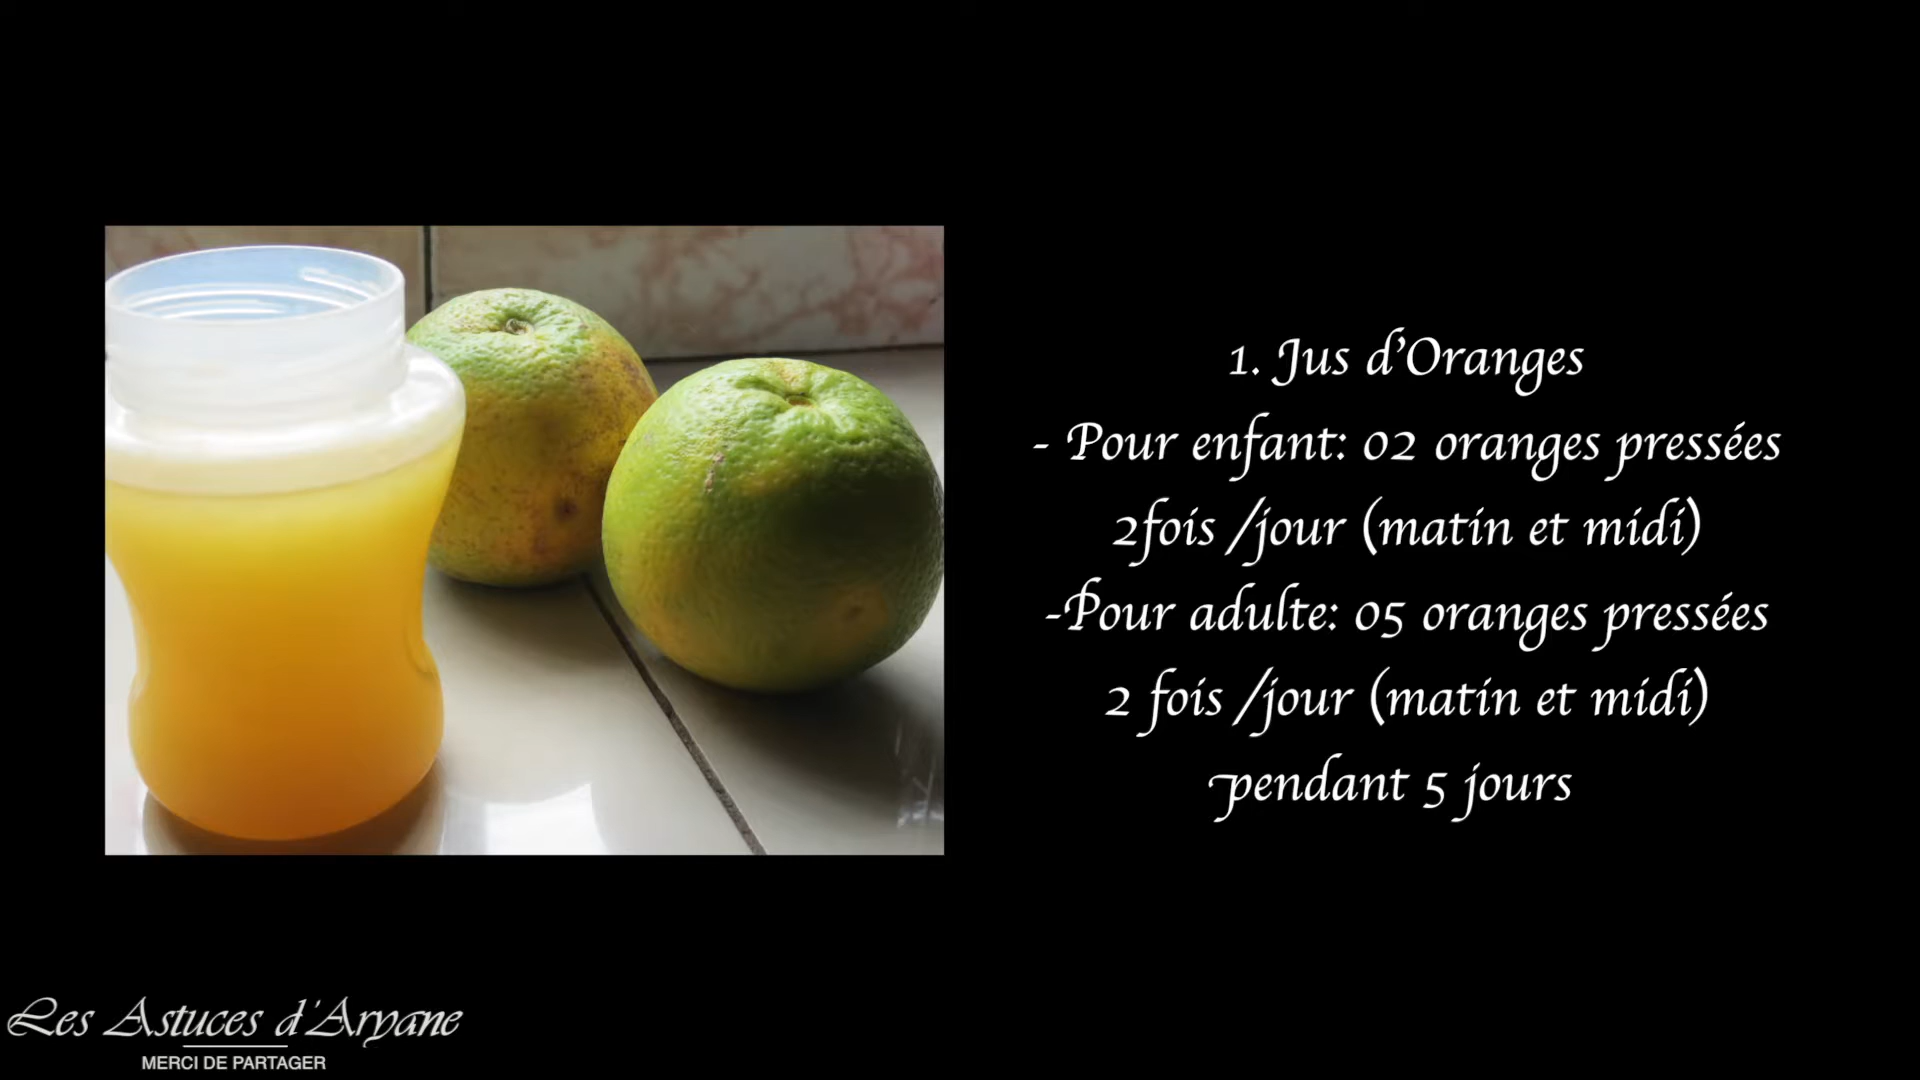 1. Jus d'Oranges
- Pour enfant: 02 oranges pressées
2fois /jour (matin et midi)
-Pour adulte: 05 oranges pressées
2 fois /jour (matin et midi)
pendant 5 jours
Les Astuces d'Aryane
MERCI DE PARTAGER